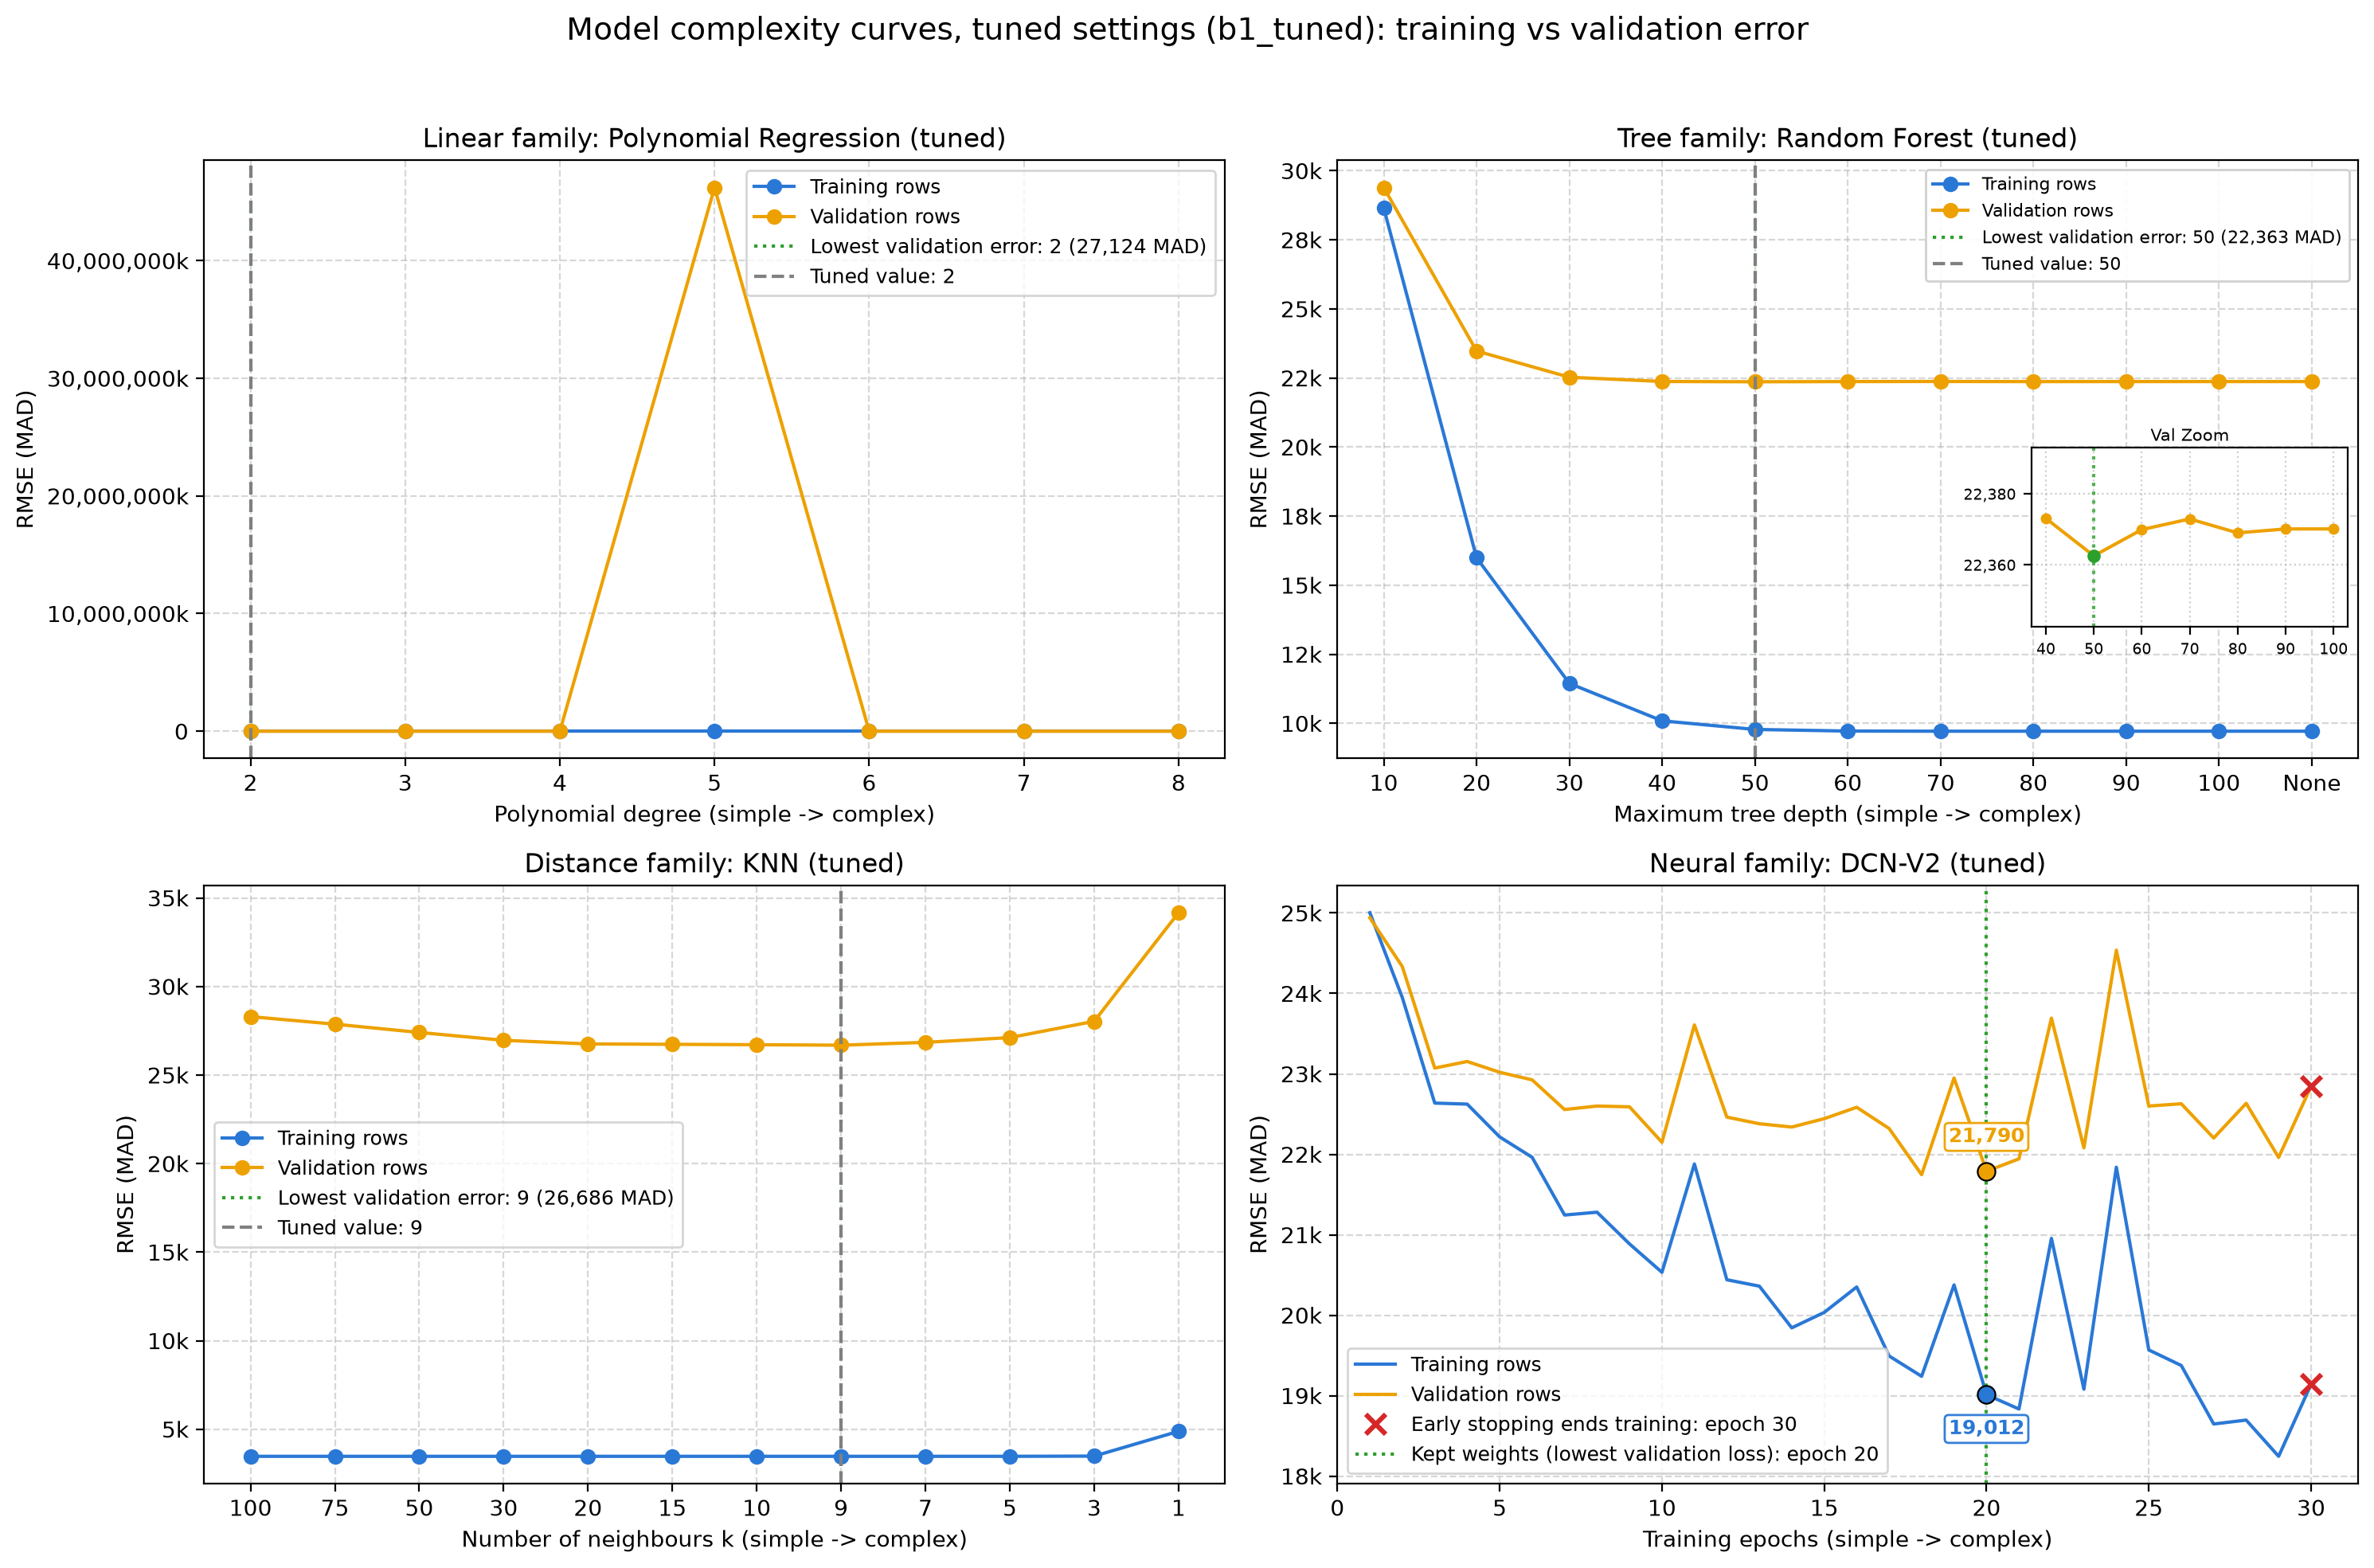 Model complexity curves, tuned settings (b1_tuned): training vs validation error
Linear family: Polynomial Regression (tuned)
RMSE (MAD)
40,000,000k
30,000,000k
20,000,000k
10,000,000k
0
Training rows
Validation rows
Lowest validation error: 2 (27,124 MAD)
Tuned value: 2
2 3 4 5 6 7 8
Polynomial degree (simple -> complex)
Tree family: Random Forest (tuned)
RMSE (MAD)
30k
28k
25k
22k
20k
18k
15k
12k
10k
Training rows
Validation rows
Lowest validation error: 50 (22,363 MAD)
Tuned value: 50
Val Zoom
22,380
22,360
40 50 60 70 80 90 100
10 20 30 40 50 60 70 80 90 100 None
Maximum tree depth (simple -> complex)
Distance family: KNN (tuned)
RMSE (MAD)
35k
30k
25k
20k
15k
10k
5k
Training rows
Validation rows
Lowest validation error: 9 (26,686 MAD)
Tuned value: 9
100 75 50 30 20 15 10 9 7 5 3 1
Number of neighbours k (simple -> complex)
Neural family: DCN-V2 (tuned)
RMSE (MAD)
25k
24k
23k
22k
21k
20k
19k
18k
21,790
19,012
Training rows
Validation rows
Early stopping ends training: epoch 30
Kept weights (lowest validation loss): epoch 20
0 5 10 15 20 25 30
Training epochs (simple -> complex)